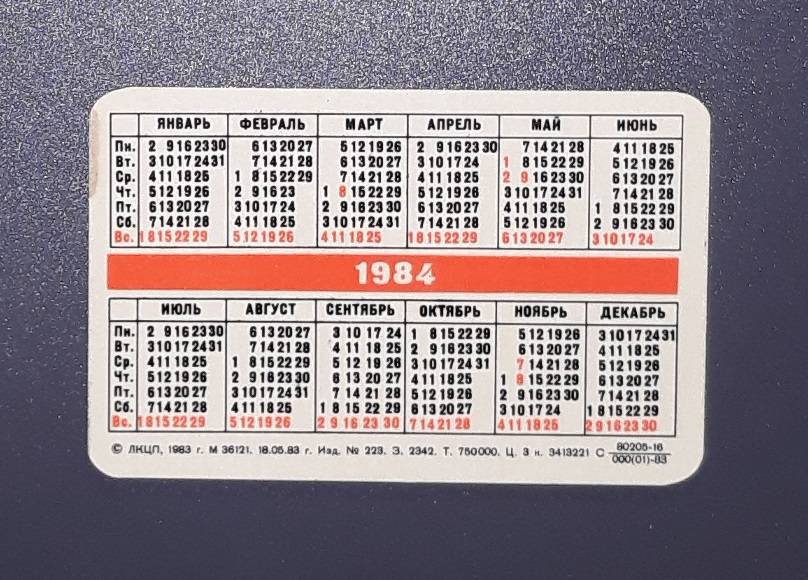 ЯНВАРЬ ФЕВРАЛЬ МАРТ АПРЕЛЬ МАЙ ИЮНЬ
Пн. 2 9 16 23 30 6 13 20 27 5 12 19 26 2 9 16 23 30 7 14 21 28 4 11 18 25
Вт. 3 10 17 24 31 7 14 21 28 6 13 20 27 3 10 17 24 1 8 15 22 29 5 12 19 26
Ср. 4 11 18 25 1 8 15 22 29 7 14 21 28 4 11 18 25 2 9 16 23 30 6 13 20 27
Чт. 5 12 19 26 2 9 16 23 1 8 15 22 29 5 12 19 26 3 10 17 24 31 7 14 21 28
Пт. 6 13 20 27 3 10 17 24 2 9 16 23 30 6 13 20 27 4 11 18 25 1 8 15 22 29
Сб. 7 14 21 28 4 11 18 25 3 10 17 24 31 7 14 21 28 5 12 19 26 2 9 16 23 30
Вс. 1 8 15 22 29 5 12 19 26 4 11 18 25 1 8 15 22 29 6 13 20 27 3 10 17 24
1984
ИЮЛЬ АВГУСТ СЕНТЯБРЬ ОКТЯБРЬ НОЯБРЬ ДЕКАБРЬ
Пн. 2 9 16 23 30 6 13 20 27 3 10 17 24 1 8 15 22 29 5 12 19 26 3 10 17 24 31
Вт. 3 10 17 24 31 7 14 21 28 4 11 18 25 2 9 16 23 30 6 13 20 27 4 11 18 25
Ср. 4 11 18 25 1 8 15 22 29 5 12 19 26 3 10 17 24 31 7 14 21 28 5 12 19 26
Чт. 5 12 19 26 2 9 16 23 30 6 13 20 27 4 11 18 25 1 8 15 22 29 6 13 20 27
Пт. 6 13 20 27 3 10 17 24 31 7 14 21 28 5 12 19 26 2 9 16 23 30 7 14 21 28
Сб. 7 14 21 28 4 11 18 25 1 8 15 22 29 6 13 20 27 3 10 17 24 1 8 15 22 29
Вс. 1 8 15 22 29 5 12 19 26 2 9 16 23 30 7 14 21 28 4 11 18 25 2 9 16 23 30
© ЛКЦП, 1983 г. М 36121. 18.05.83 г. Изд. № 223. З. 2342. Т. 750000. Ц. 3 к. 3413221 С 80205-16
000(01)-83